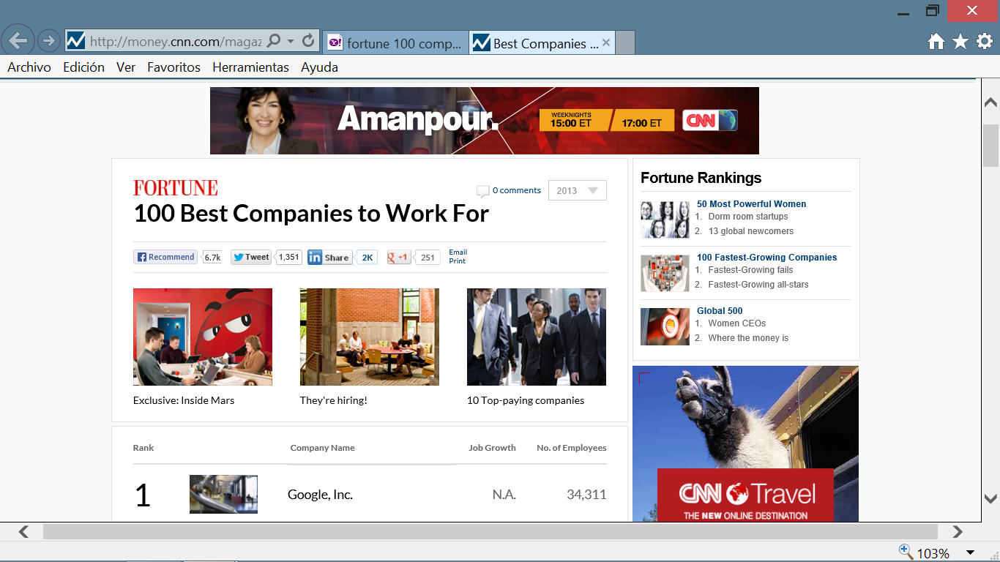 http://money.cnn.com/magaz
fortune 100 comp...
Best Companies ...
Archivo Edición Ver Favoritos Herramientas Ayuda
Amanpour.
WEEKNIGHTS
15:00 ET
17:00 ET
CNN
FORTUNE
100 Best Companies to Work For
0 comments
2013
Recommend 6.7k Tweet 1,351 in Share 2K g +1 251
Email
Print
Exclusive: Inside Mars
They're hiring!
10 Top-paying companies
Rank Company Name Job Growth No. of Employees
1 Google, Inc. N.A. 34,311
Fortune Rankings
50 Most Powerful Women
1. Dorm room startups
2. 13 global newcomers
100 Fastest-Growing Companies
1. Fastest-Growing fails
2. Fastest-Growing all-stars
Global 500
1. Women CEOs
2. Where the money is
CNN Travel
THE NEW ONLINE DESTINATION
103%